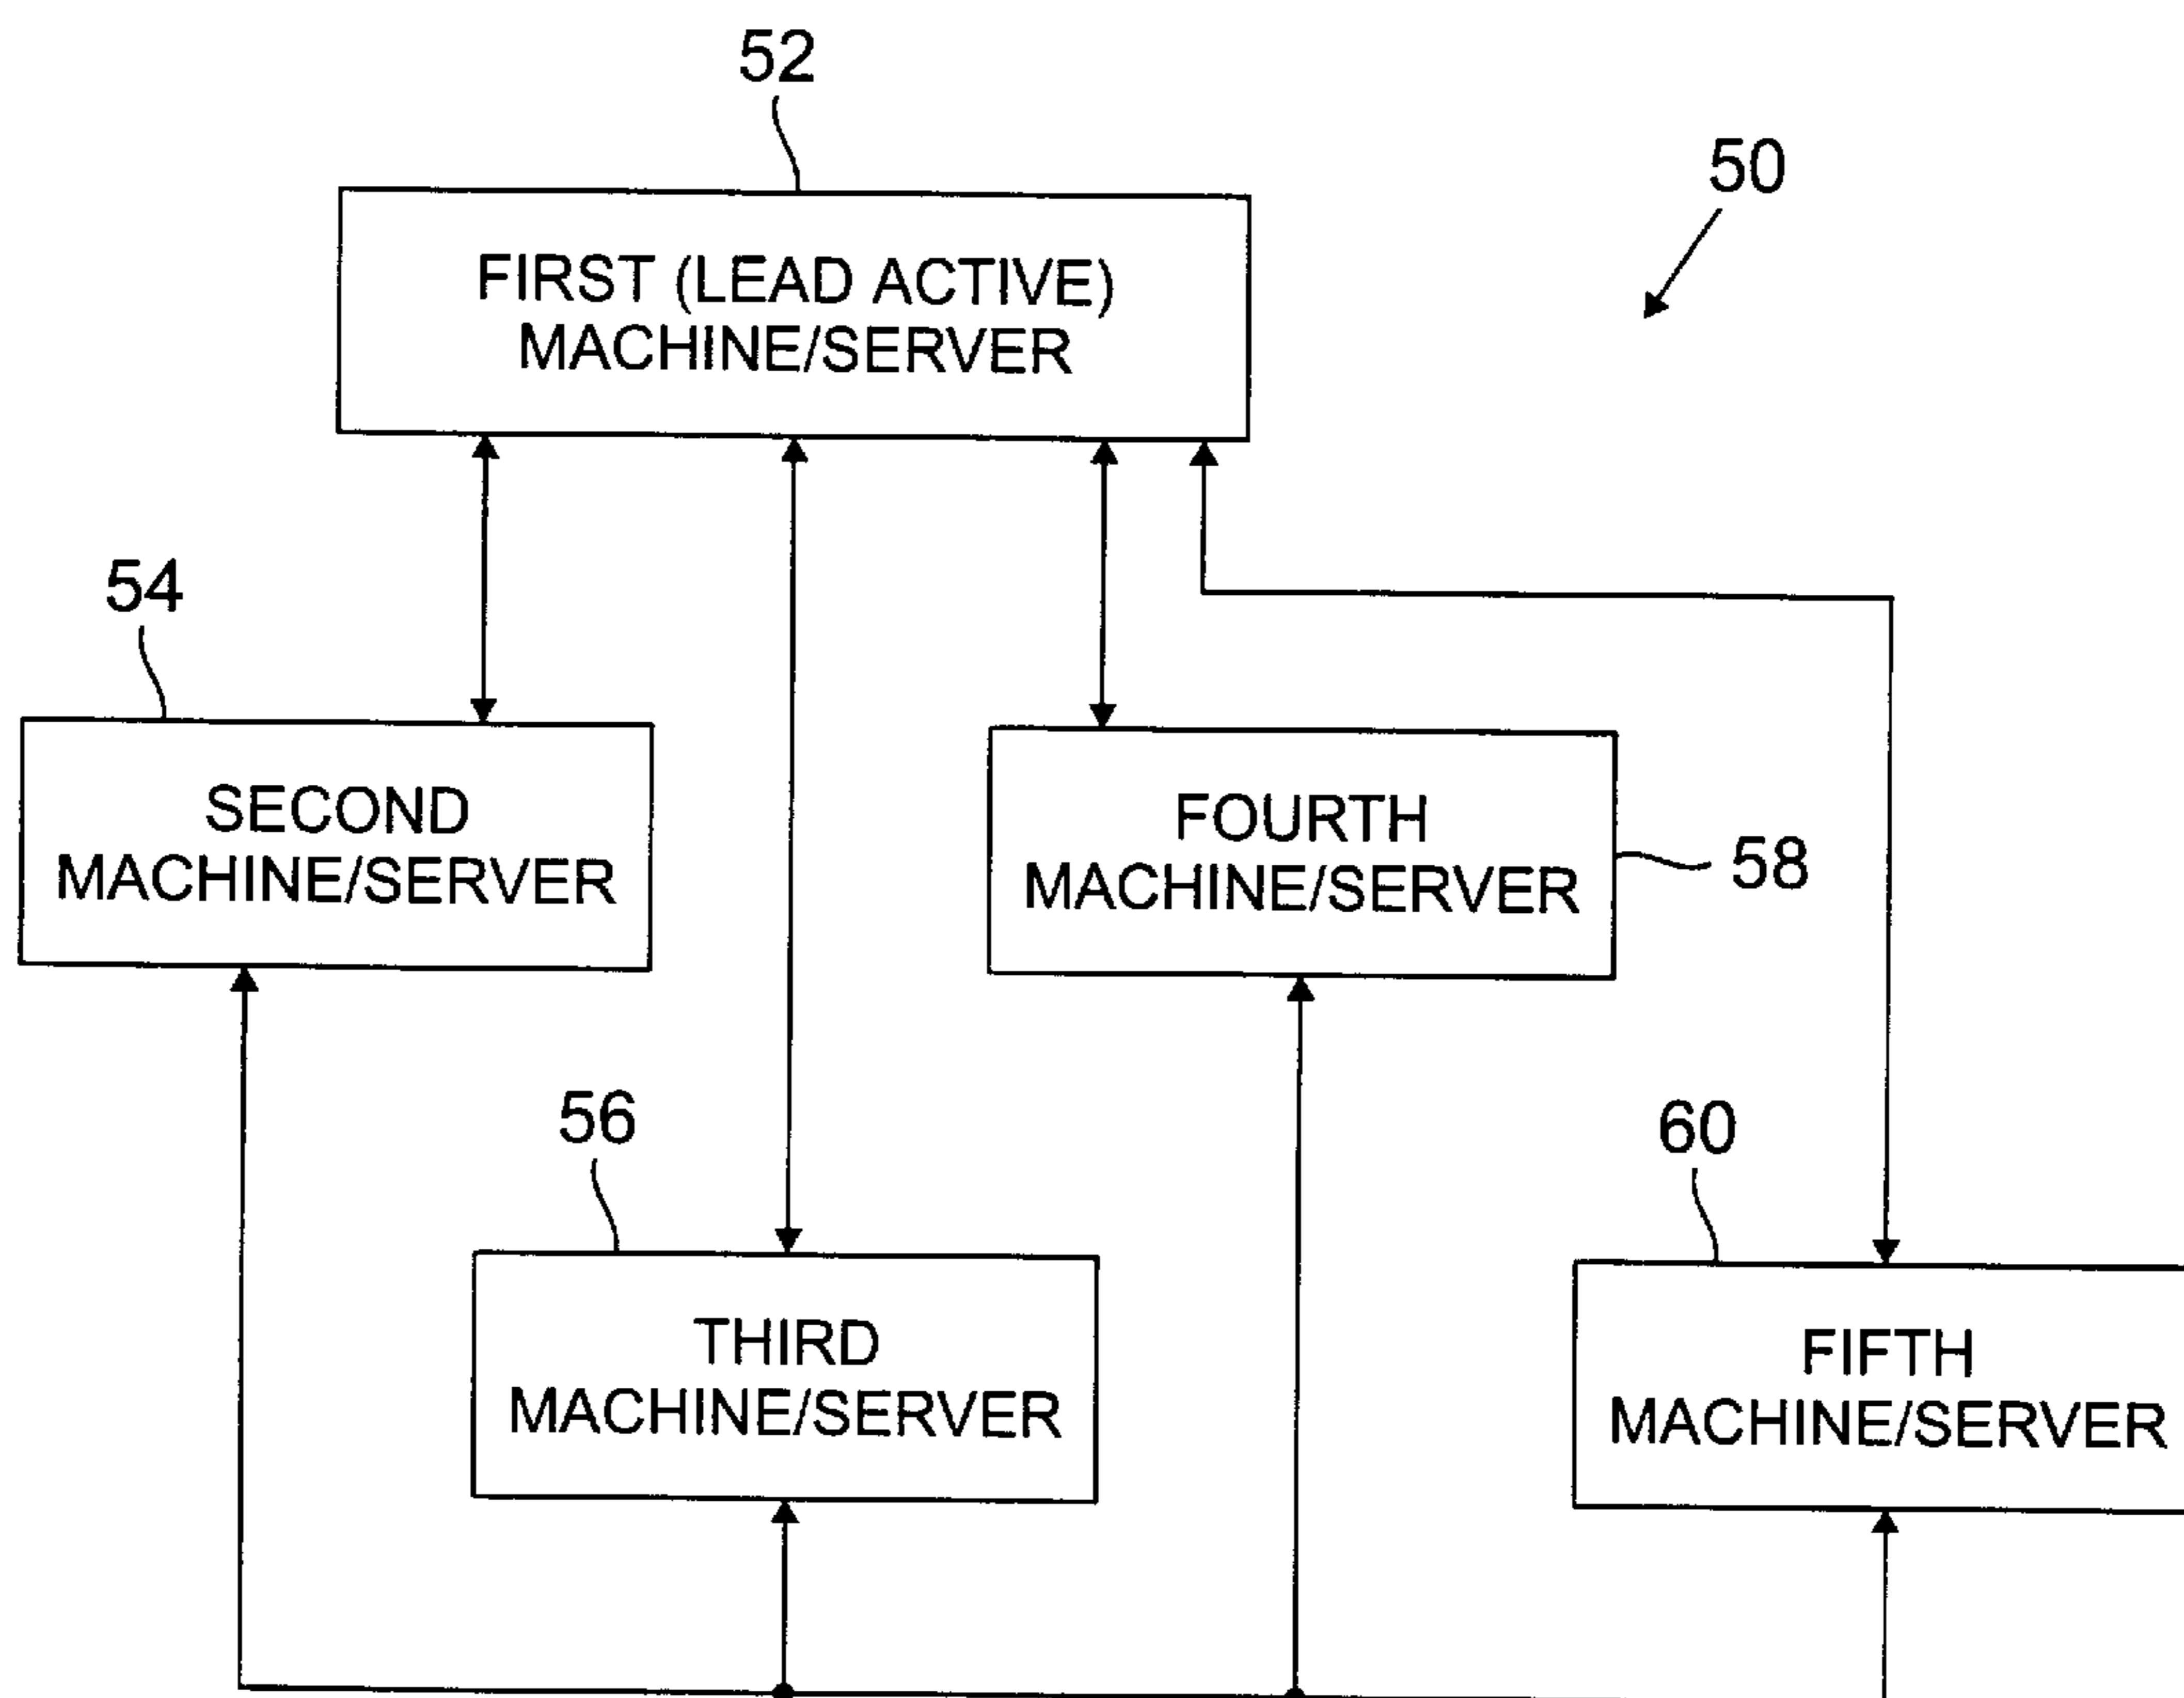 52
50
FIRST (LEAD ACTIVE)
MACHINE/SERVER
54
SECOND
MACHINE/SERVER
FOURTH
MACHINE/SERVER
58
56
60
THIRD
MACHINE/SERVER
FIFTH
MACHINE/SERVER